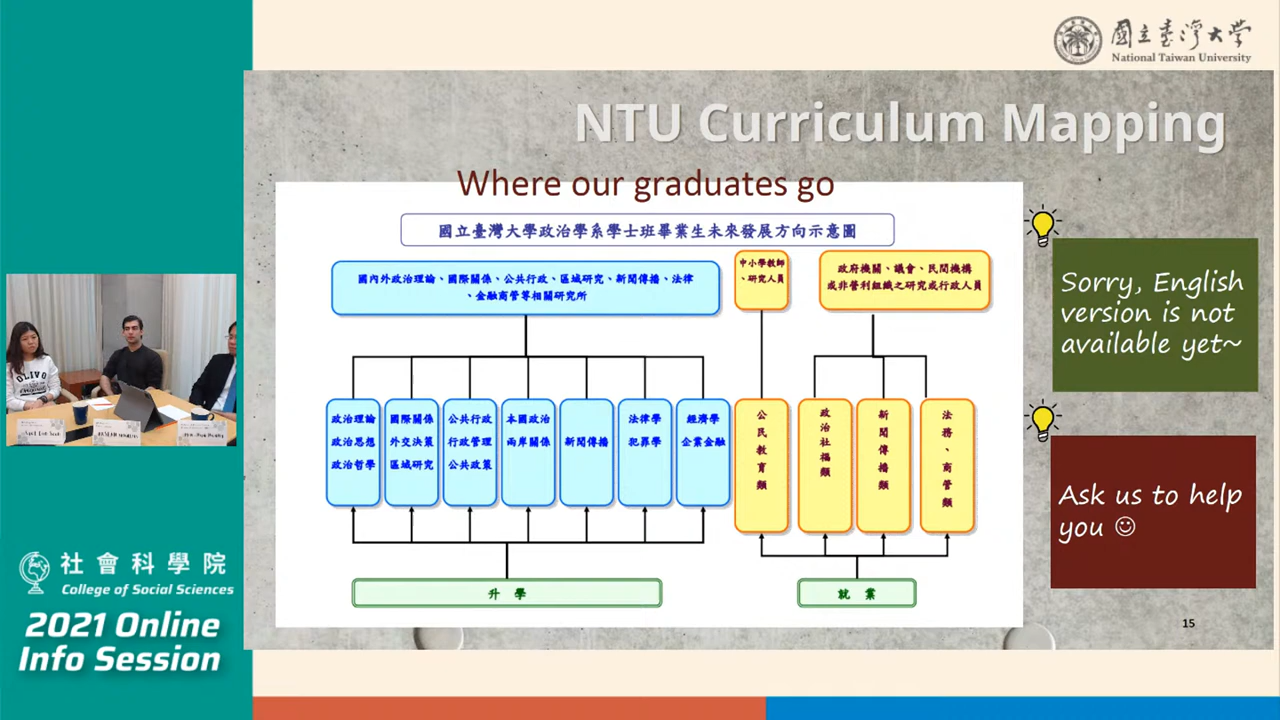 國立臺灣大學
National Taiwan University
NTU Curriculum Mapping
Where our graduates go
國立臺灣大學政治學系學士班畢業生未來發展方向示意圖
國內外政治理論、國際關係、公共行政、區域研究、新聞傳播、法律
、金融商管等相關研究所
中小學教師
、研究人員
政府機關、議會、民間機構
或非營利組織之研究或行政人員
政治理論
政治思想
政治哲學
國際關係
外交決策
區域研究
公共行政
行政管理
公共政策
本國政治
兩岸關係
新聞傳播
法律學
犯罪學
經濟學
企業金融
公民教育類
政治社福類
新聞傳播類
法務、商管類
升 學
就 業
Sorry, English
version is not
available yet~
Ask us to help
you ☺
15
OLIVO
社會科學院
College of Social Sciences
2021 Online
Info Session